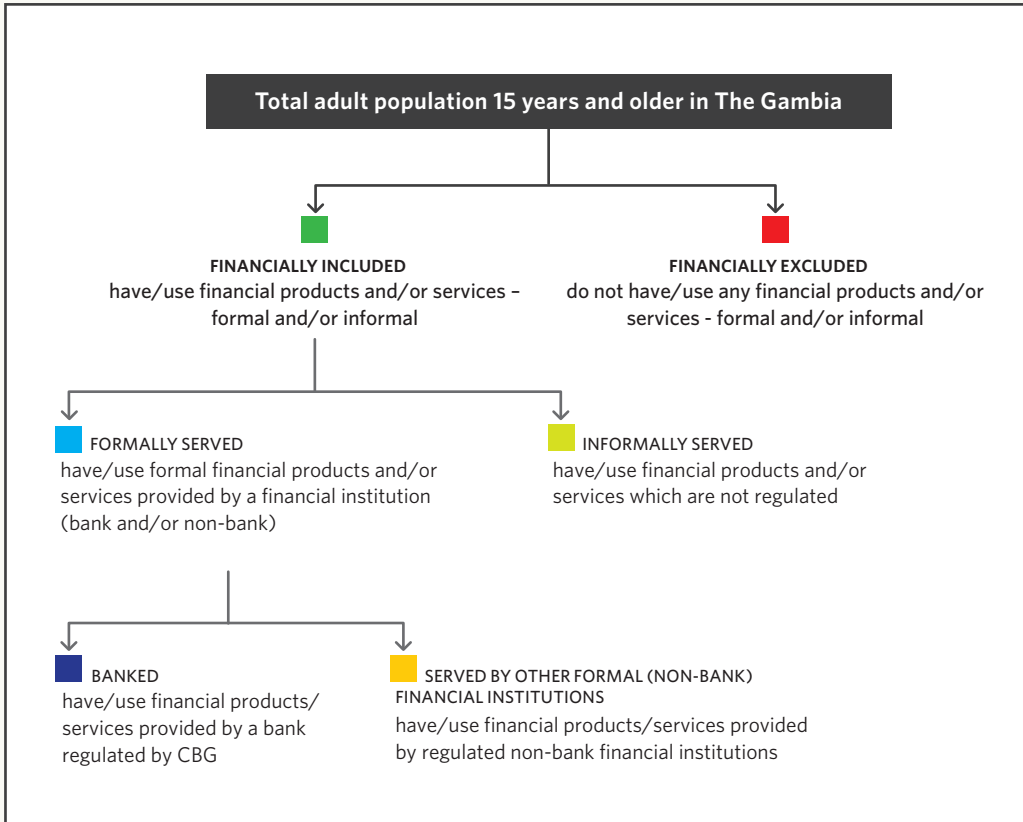 Total adult population 15 years and older in The Gambia
FINANCIALLY INCLUDED
have/use financial products and/or services –
formal and/or informal
FINANCIALLY EXCLUDED
do not have/use any financial products and/or
services - formal and/or informal
FORMALLY SERVED
have/use formal financial products and/or
services provided by a financial institution
(bank and/or non-bank)
INFORMALLY SERVED
have/use financial products and/or
services which are not regulated
BANKED
have/use financial products/
services provided by a bank
regulated by CBG
SERVED BY OTHER FORMAL (NON-BANK)
FINANCIAL INSTITUTIONS
have/use financial products/services provided
by regulated non-bank financial institutions